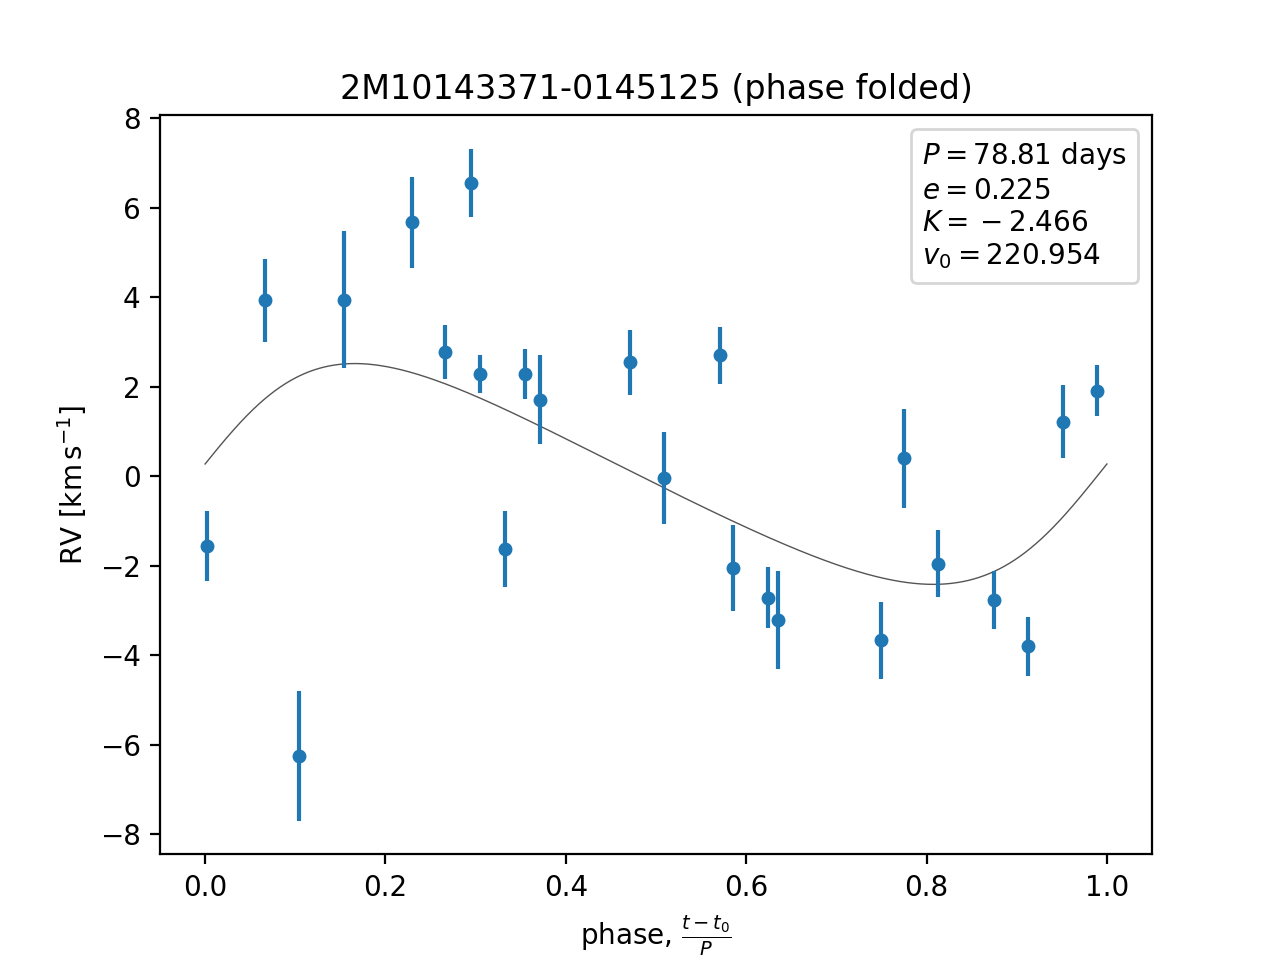 2M10143371-0145125 (phase folded)
P = 78.81 days
e = 0.225
K = −2.466
v₀ = 220.954
8
6
4
2
0
−2
−4
−6
−8
RV [km s⁻¹]
0.0 0.2 0.4 0.6 0.8 1.0
phase, (t − t₀)/P